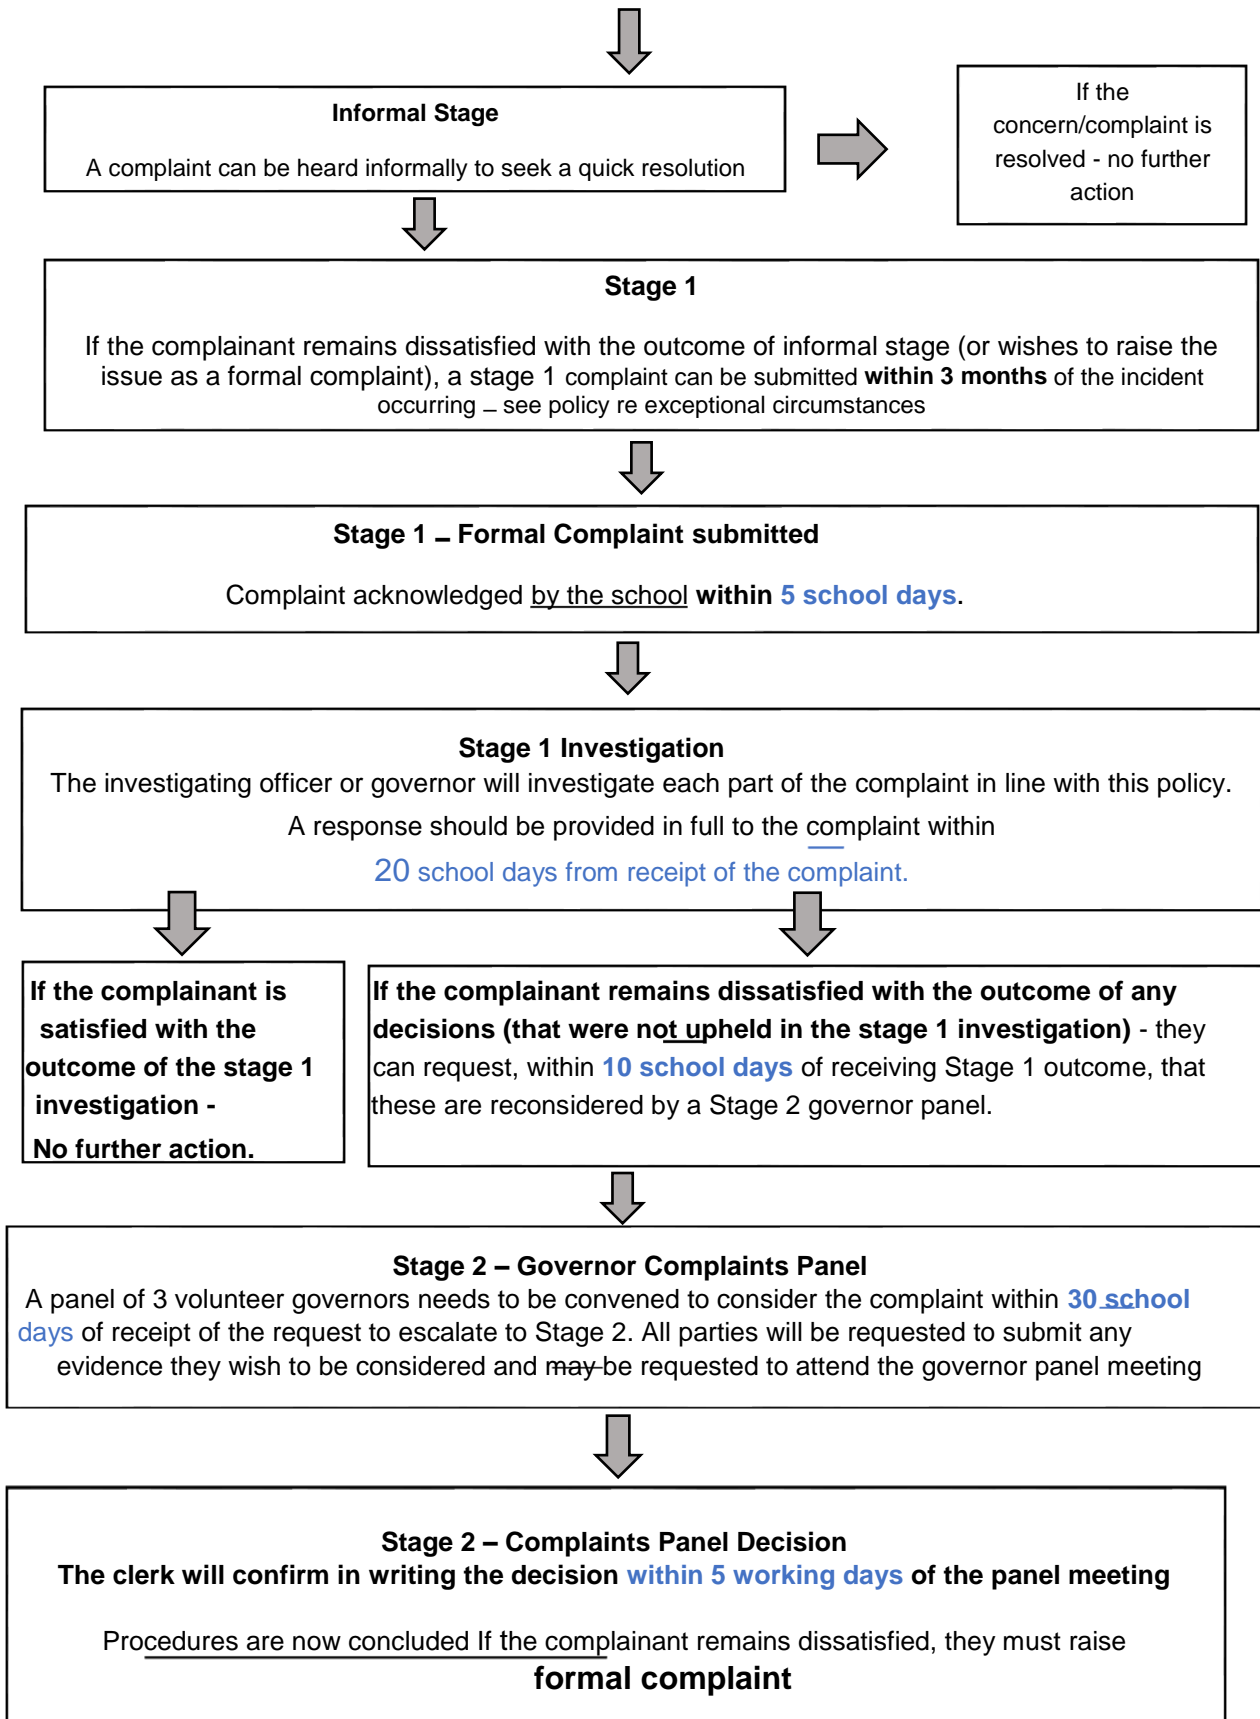 Informal Stage
A complaint can be heard informally to seek a quick resolution
If the
concern/complaint is
resolved - no further
action
Stage 1
If the complainant remains dissatisfied with the outcome of informal stage (or wishes to raise the
issue as a formal complaint), a stage 1 complaint can be submitted within 3 months of the incident
occurring – see policy re exceptional circumstances
Stage 1 – Formal Complaint submitted
Complaint acknowledged by the school within 5 school days.
Stage 1 Investigation
The investigating officer or governor will investigate each part of the complaint in line with this policy.
A response should be provided in full to the complaint within
20 school days from receipt of the complaint.
If the complainant is
satisfied with the
outcome of the stage 1
investigation -
No further action.
If the complainant remains dissatisfied with the outcome of any
decisions (that were not upheld in the stage 1 investigation) - they
can request, within 10 school days of receiving Stage 1 outcome, that
these are reconsidered by a Stage 2 governor panel.
Stage 2 – Governor Complaints Panel
A panel of 3 volunteer governors needs to be convened to consider the complaint within 30 school
days of receipt of the request to escalate to Stage 2. All parties will be requested to submit any
evidence they wish to be considered and may be requested to attend the governor panel meeting
Stage 2 – Complaints Panel Decision
The clerk will confirm in writing the decision within 5 working days of the panel meeting
Procedures are now concluded If the complainant remains dissatisfied, they must raise
formal complaint